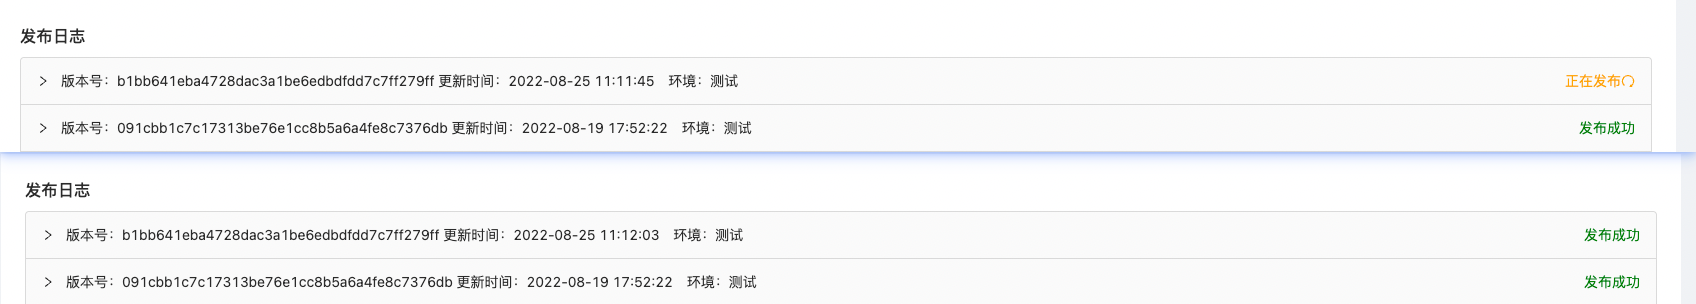 发布日志
版本号：b1bb641eba4728dac3a1be6edbdfdd7c7ff279ff 更新时间：2022-08-25 11:11:45 环境：测试 正在发布
版本号：091cbb1c7c17313be76e1cc8b5a6a4fe8c7376db 更新时间：2022-08-19 17:52:22 环境：测试 发布成功
发布日志
版本号：b1bb641eba4728dac3a1be6edbdfdd7c7ff279ff 更新时间：2022-08-25 11:12:03 环境：测试 发布成功
版本号：091cbb1c7c17313be76e1cc8b5a6a4fe8c7376db 更新时间：2022-08-19 17:52:22 环境：测试 发布成功